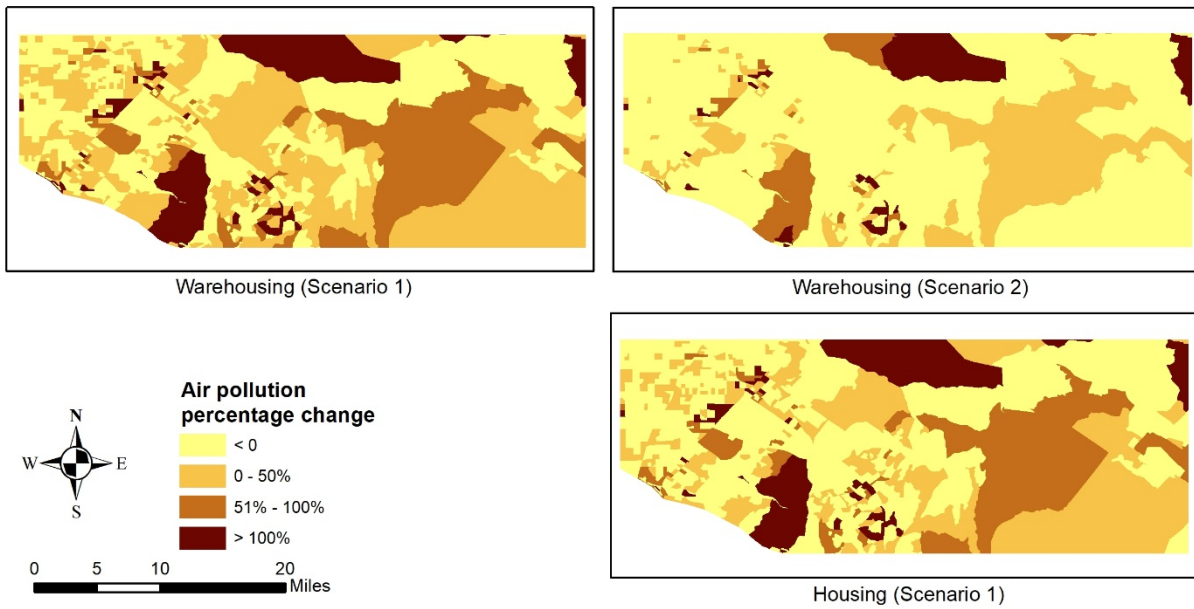 Warehousing (Scenario 1)
Warehousing (Scenario 2)
Air pollution
percentage change
< 0
0 - 50%
51% - 100%
> 100%
N
W E
S
0 5 10 20
Miles
Housing (Scenario 1)